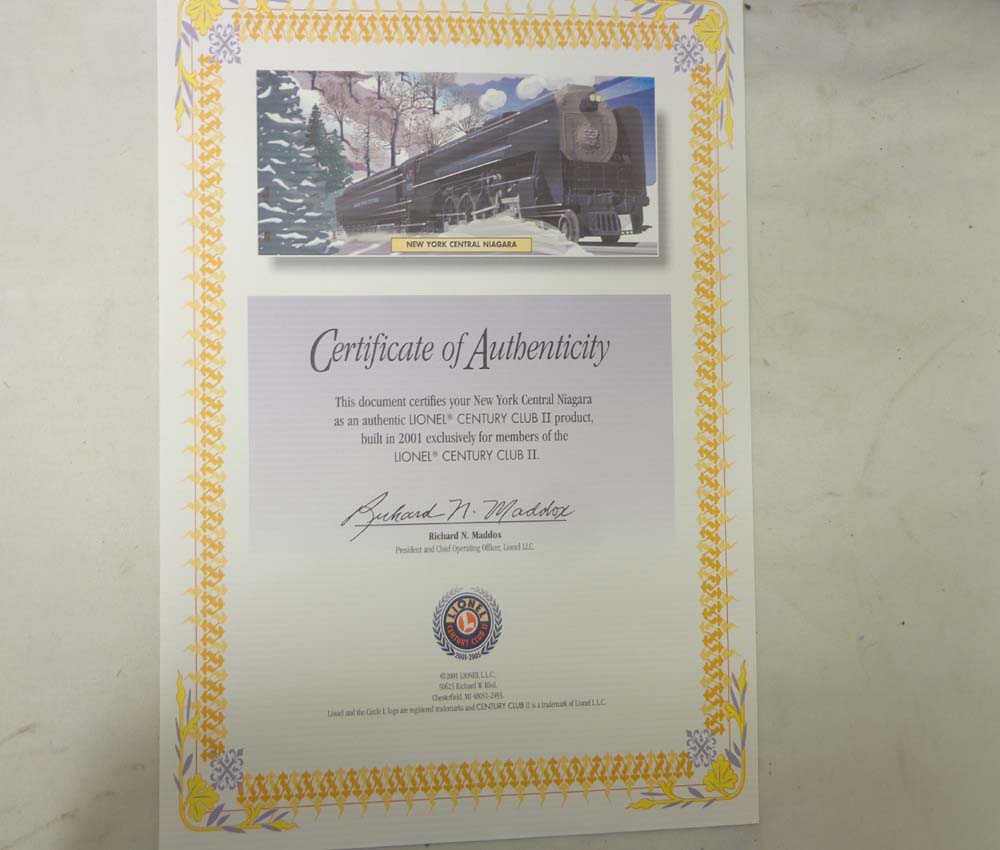 NEW YORK CENTRAL NIAGARA
Certificate of Authenticity
This document certifies your New York Central Niagara
as an authentic LIONEL® CENTURY CLUB II product,
built in 2001 exclusively for members of the
LIONEL® CENTURY CLUB II.
Richard N. Maddox
Richard N. Maddox
President and Chief Operating Officer, Lionel LLC.
LIONEL
L
CENTURY CLUB II
2001-2005
©2001 LIONEL L.L.C.,
50625 Richard W. Blvd.
Chesterfield, MI 48051-2493.
Lionel and the Circle L logo are registered trademarks and CENTURY CLUB II is a trademark of Lionel L.L.C.